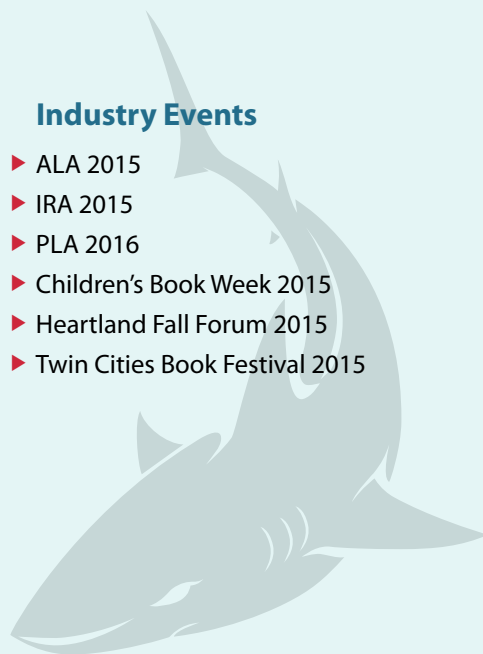 Industry Events
▶ ALA 2015
▶ IRA 2015
▶ PLA 2016
▶ Children’s Book Week 2015
▶ Heartland Fall Forum 2015
▶ Twin Cities Book Festival 2015